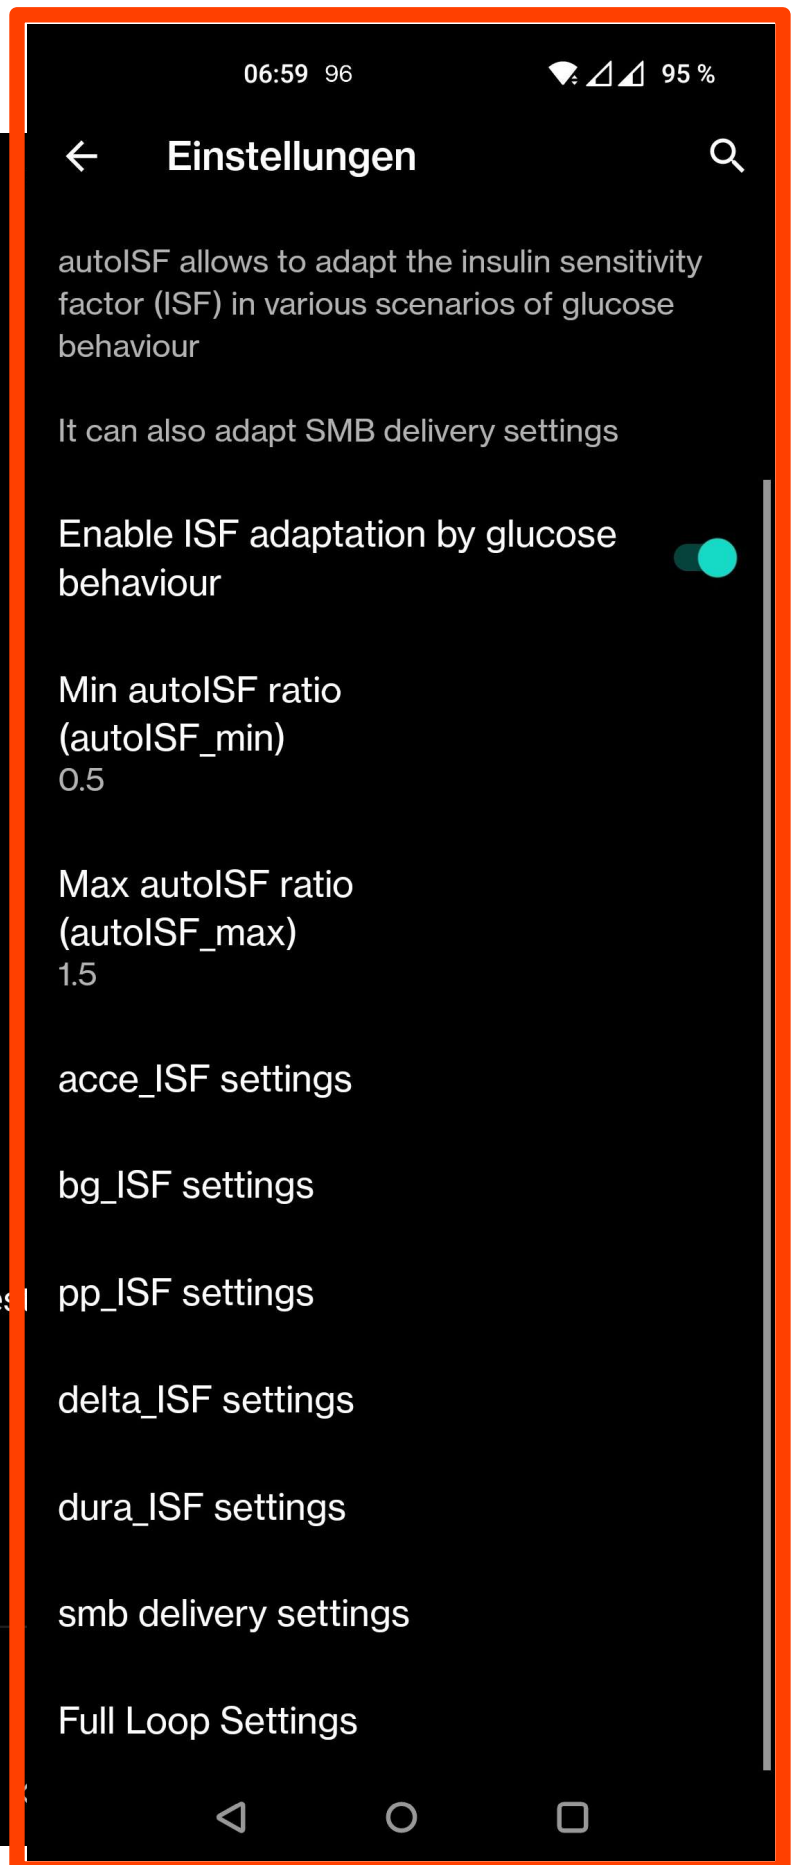 06:59 96 95 %
Einstellungen
autoISF allows to adapt the insulin sensitivity
factor (ISF) in various scenarios of glucose
behaviour
It can also adapt SMB delivery settings
Enable ISF adaptation by glucose
behaviour
Min autoISF ratio
(autoISF_min)
0.5
Max autoISF ratio
(autoISF_max)
1.5
acce_ISF settings
bg_ISF settings
pp_ISF settings
delta_ISF settings
dura_ISF settings
smb delivery settings
Full Loop Settings